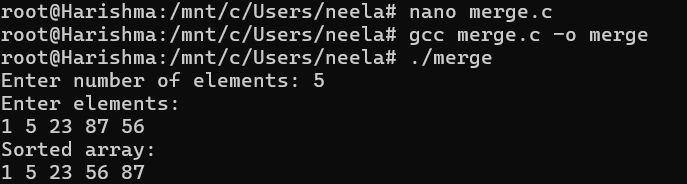 root@Harishma:/mnt/c/Users/neela# nano merge.c
root@Harishma:/mnt/c/Users/neela# gcc merge.c -o merge
root@Harishma:/mnt/c/Users/neela# ./merge
Enter number of elements: 5
Enter elements:
1 5 23 87 56
Sorted array:
1 5 23 56 87